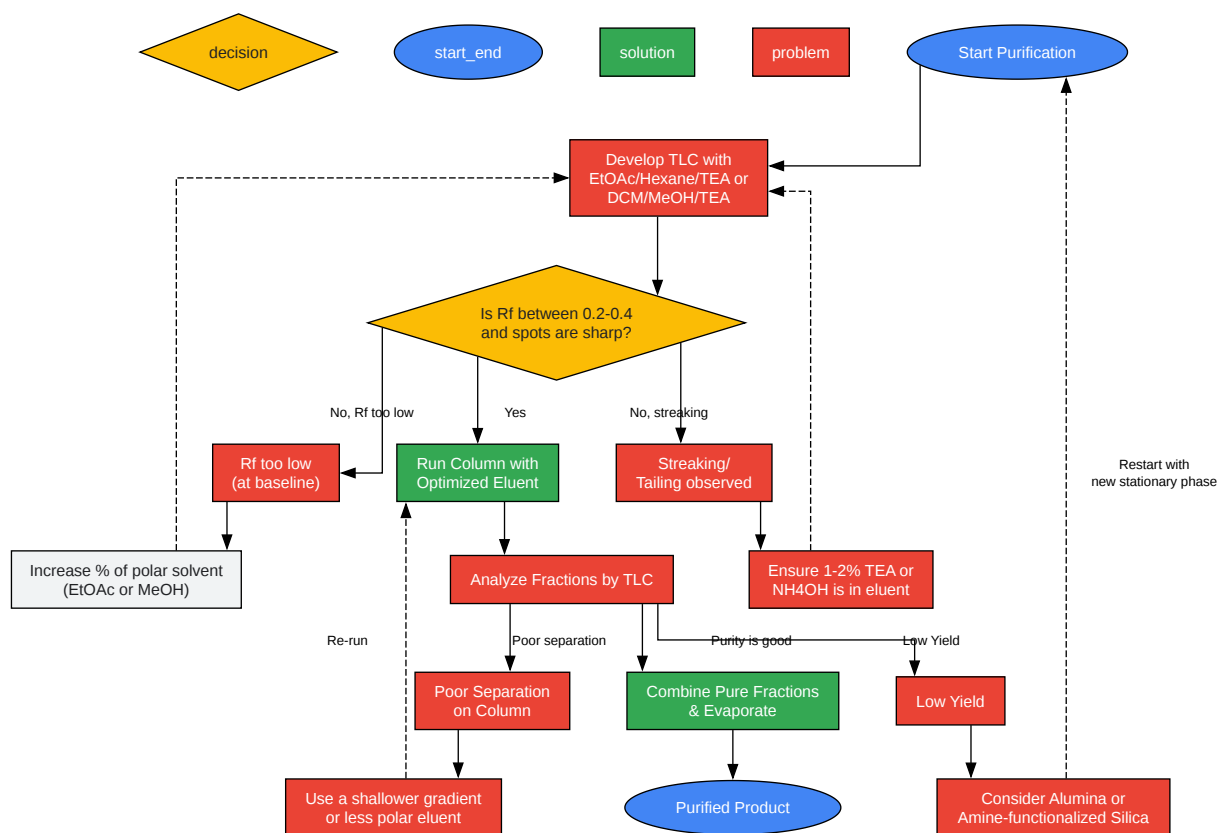 decision
start_end
solution
problem
Start Purification
Develop TLC with
EtOAc/Hexane/TEA or
DCM/MeOH/TEA
Is Rf between 0.2-0.4
and spots are sharp?
No, Rf too low
Yes
No, streaking
Rf too low
(at baseline)
Run Column with
Optimized Eluent
Streaking/
Tailing observed
Restart with
new stationary phase
Increase % of polar solvent
(EtOAc or MeOH)
Analyze Fractions by TLC
Ensure 1-2% TEA or
NH4OH is in eluent
Re-run
Poor separation
Purity is good
Low Yield
Poor Separation
on Column
Combine Pure Fractions
& Evaporate
Low Yield
Use a shallower gradient
or less polar eluent
Purified Product
Consider Alumina or
Amine-functionalized Silica